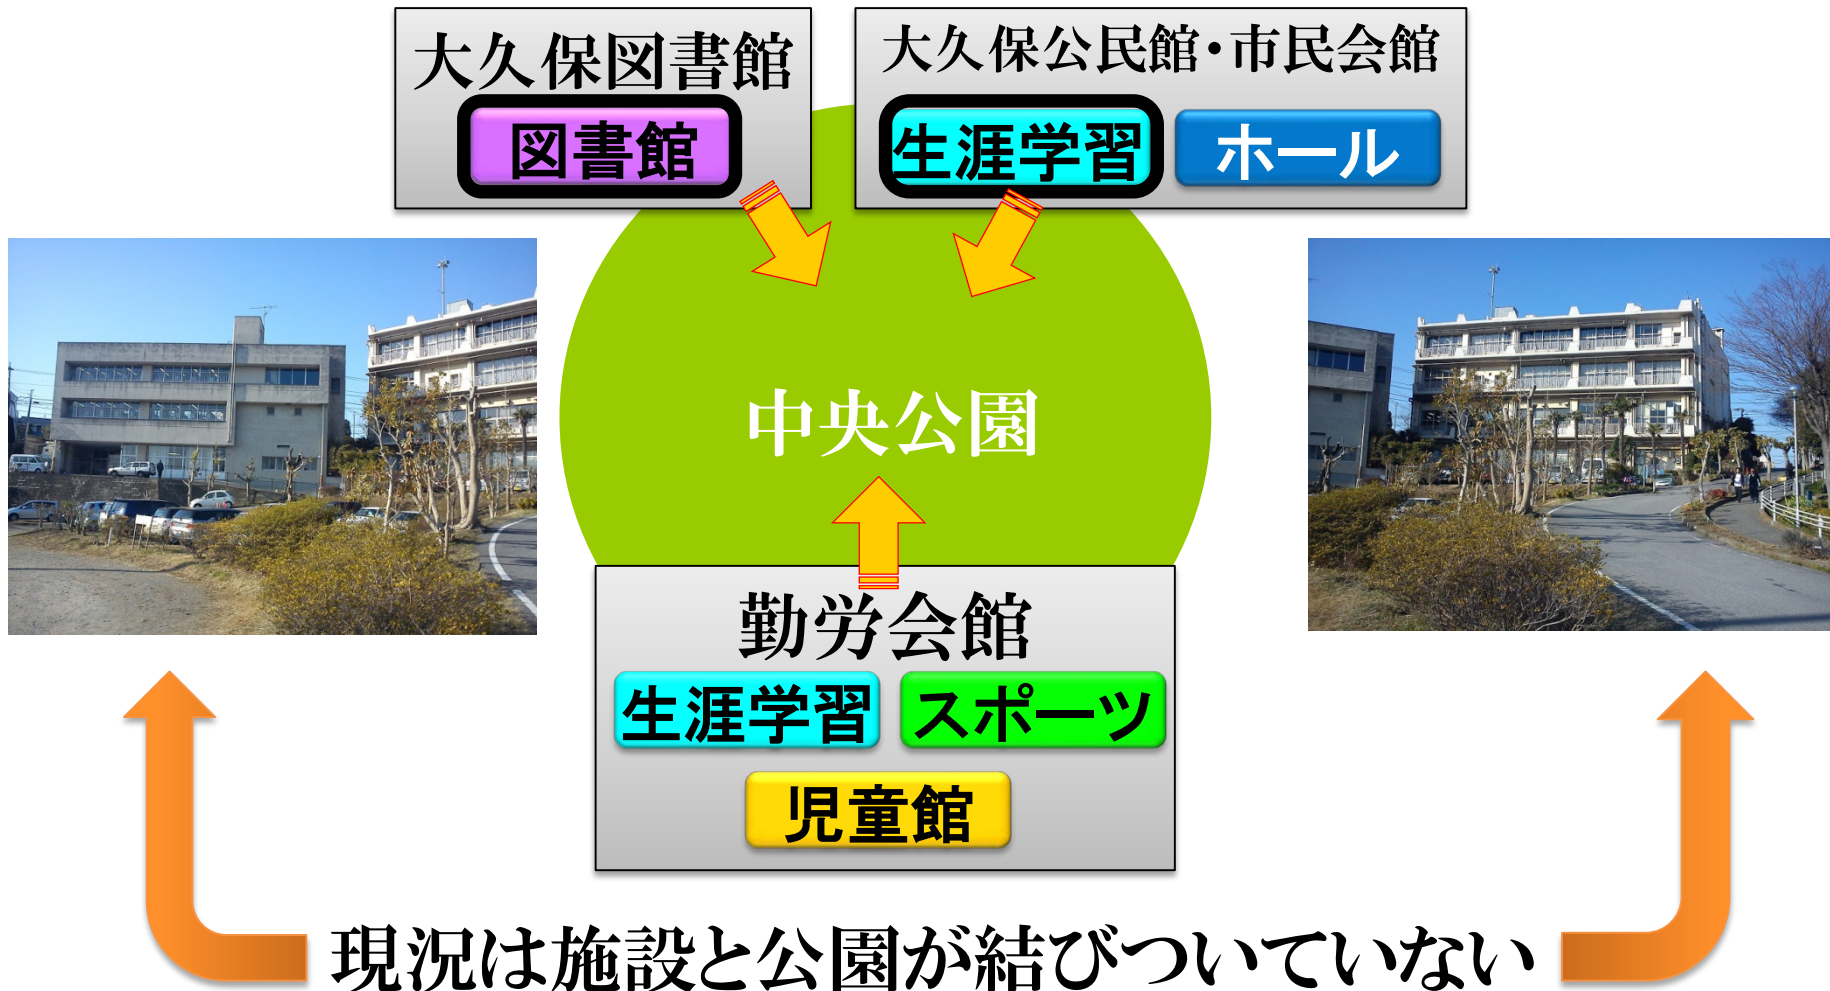 大久保図書館
図書館
大久保公民館・市民会館
生涯学習
ホール
中央公園
勤労会館
生涯学習
スポーツ
児童館
現況は施設と公園が結びついていない